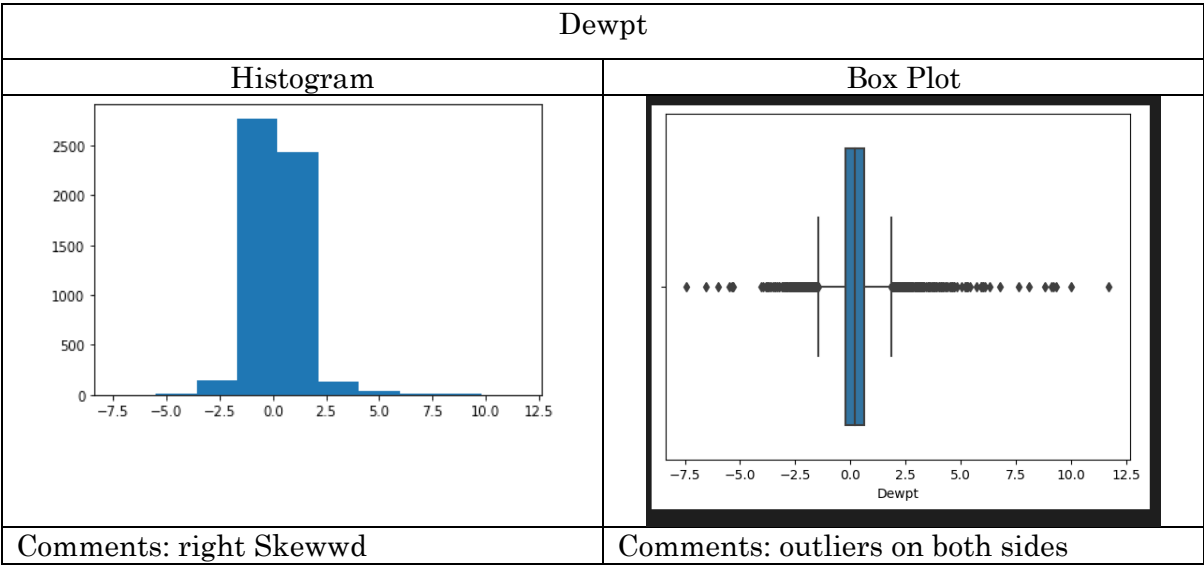 Dewpt
Histogram
Box Plot
2500
2000
1500
1000
500
0
−7.5 −5.0 −2.5 0.0 2.5 5.0 7.5 10.0 12.5
−7.5 −5.0 −2.5 0.0 2.5 5.0 7.5 10.0 12.5
Dewpt
Comments: right Skewwd
Comments: outliers on both sides